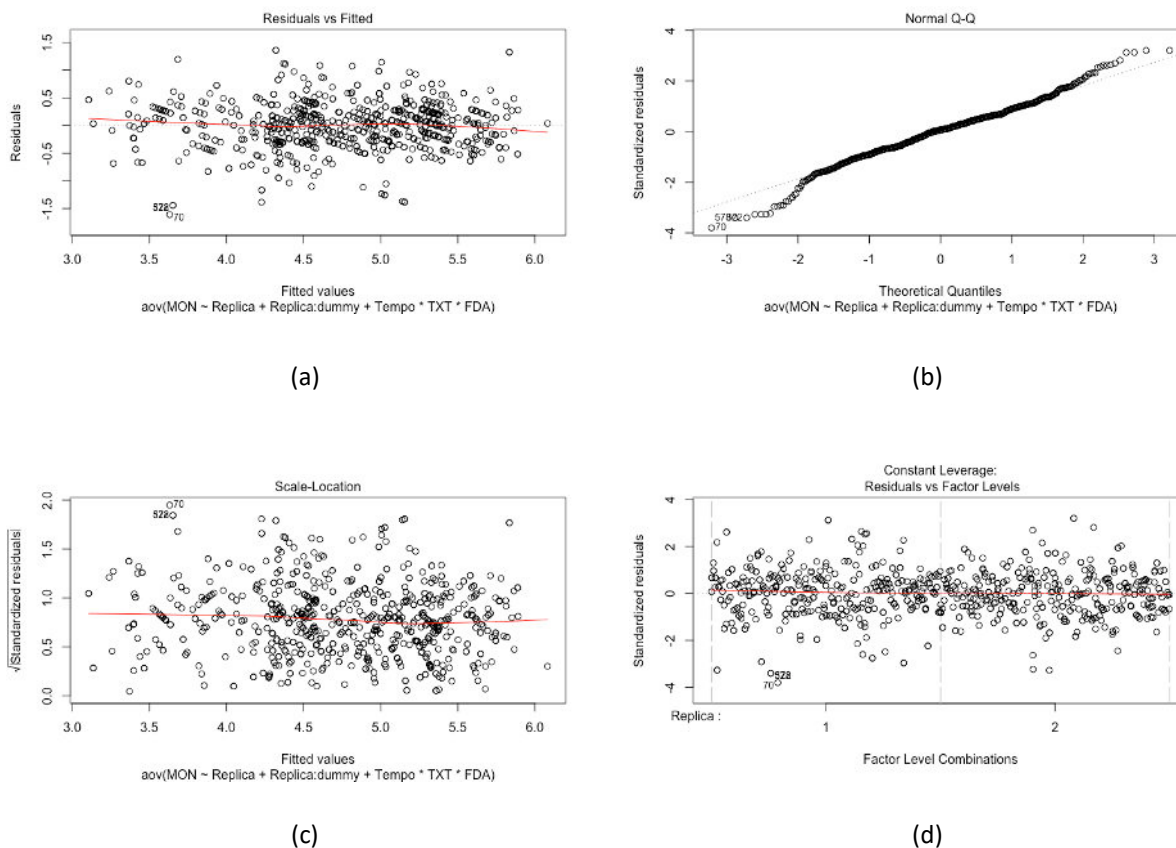 Residuals vs Fitted
Residuals
1.5
0.5
-0.5
-1.5
70
3.0 3.5 4.0 4.5 5.0 5.5 6.0
Fitted values
aov(MON ~ Replica + Replica:dummy + Tempo * TXT * FDA)
(a)
Normal Q-Q
Standardized residuals
4
2
0
-2
-4
70
-3 -2 -1 0 1 2 3
Theoretical Quantiles
aov(MON ~ Replica + Replica:dummy + Tempo * TXT * FDA)
(b)
Scale-Location
√|Standardized residuals|
2.0
1.5
1.0
0.5
0.0
70
3.0 3.5 4.0 4.5 5.0 5.5 6.0
Fitted values
aov(MON ~ Replica + Replica:dummy + Tempo * TXT * FDA)
(c)
Constant Leverage:
Residuals vs Factor Levels
Standardized residuals
4
2
0
-2
-4
70
Replica :
1 2
Factor Level Combinations
(d)